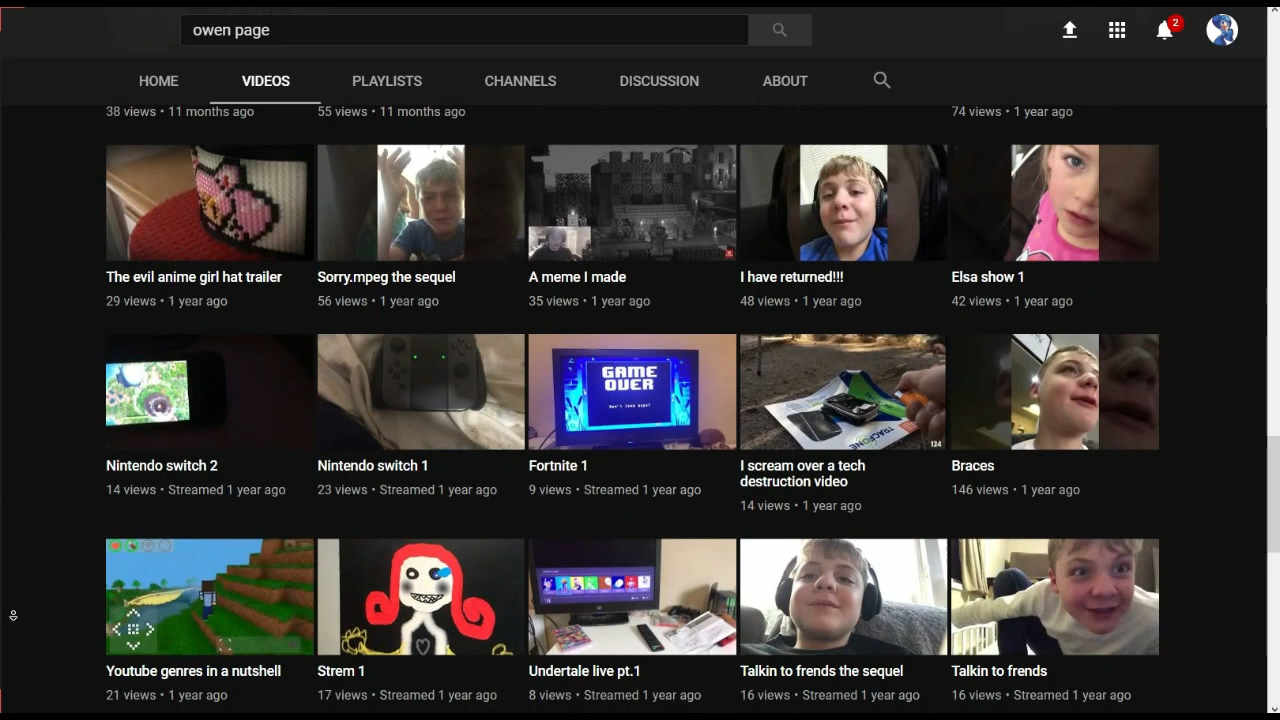 owen page
2
HOME VIDEOS PLAYLISTS CHANNELS DISCUSSION ABOUT
38 views • 11 months ago
55 views • 11 months ago
74 views • 1 year ago
The evil anime girl hat trailer
29 views • 1 year ago
Sorry.mpeg the sequel
56 views • 1 year ago
A meme I made
35 views • 1 year ago
I have returned!!!
48 views • 1 year ago
Elsa show 1
42 views • 1 year ago
GAME
OVER
TRACFONE
124
Nintendo switch 2
14 views • Streamed 1 year ago
Nintendo switch 1
23 views • Streamed 1 year ago
Fortnite 1
9 views • Streamed 1 year ago
I scream over a tech
destruction video
14 views • 1 year ago
Braces
146 views • 1 year ago
Youtube genres in a nutshell
21 views • 1 year ago
Strem 1
17 views • Streamed 1 year ago
Undertale live pt.1
8 views • Streamed 1 year ago
Talkin to frends the sequel
16 views • Streamed 1 year ago
Talkin to frends
16 views • Streamed 1 year ago